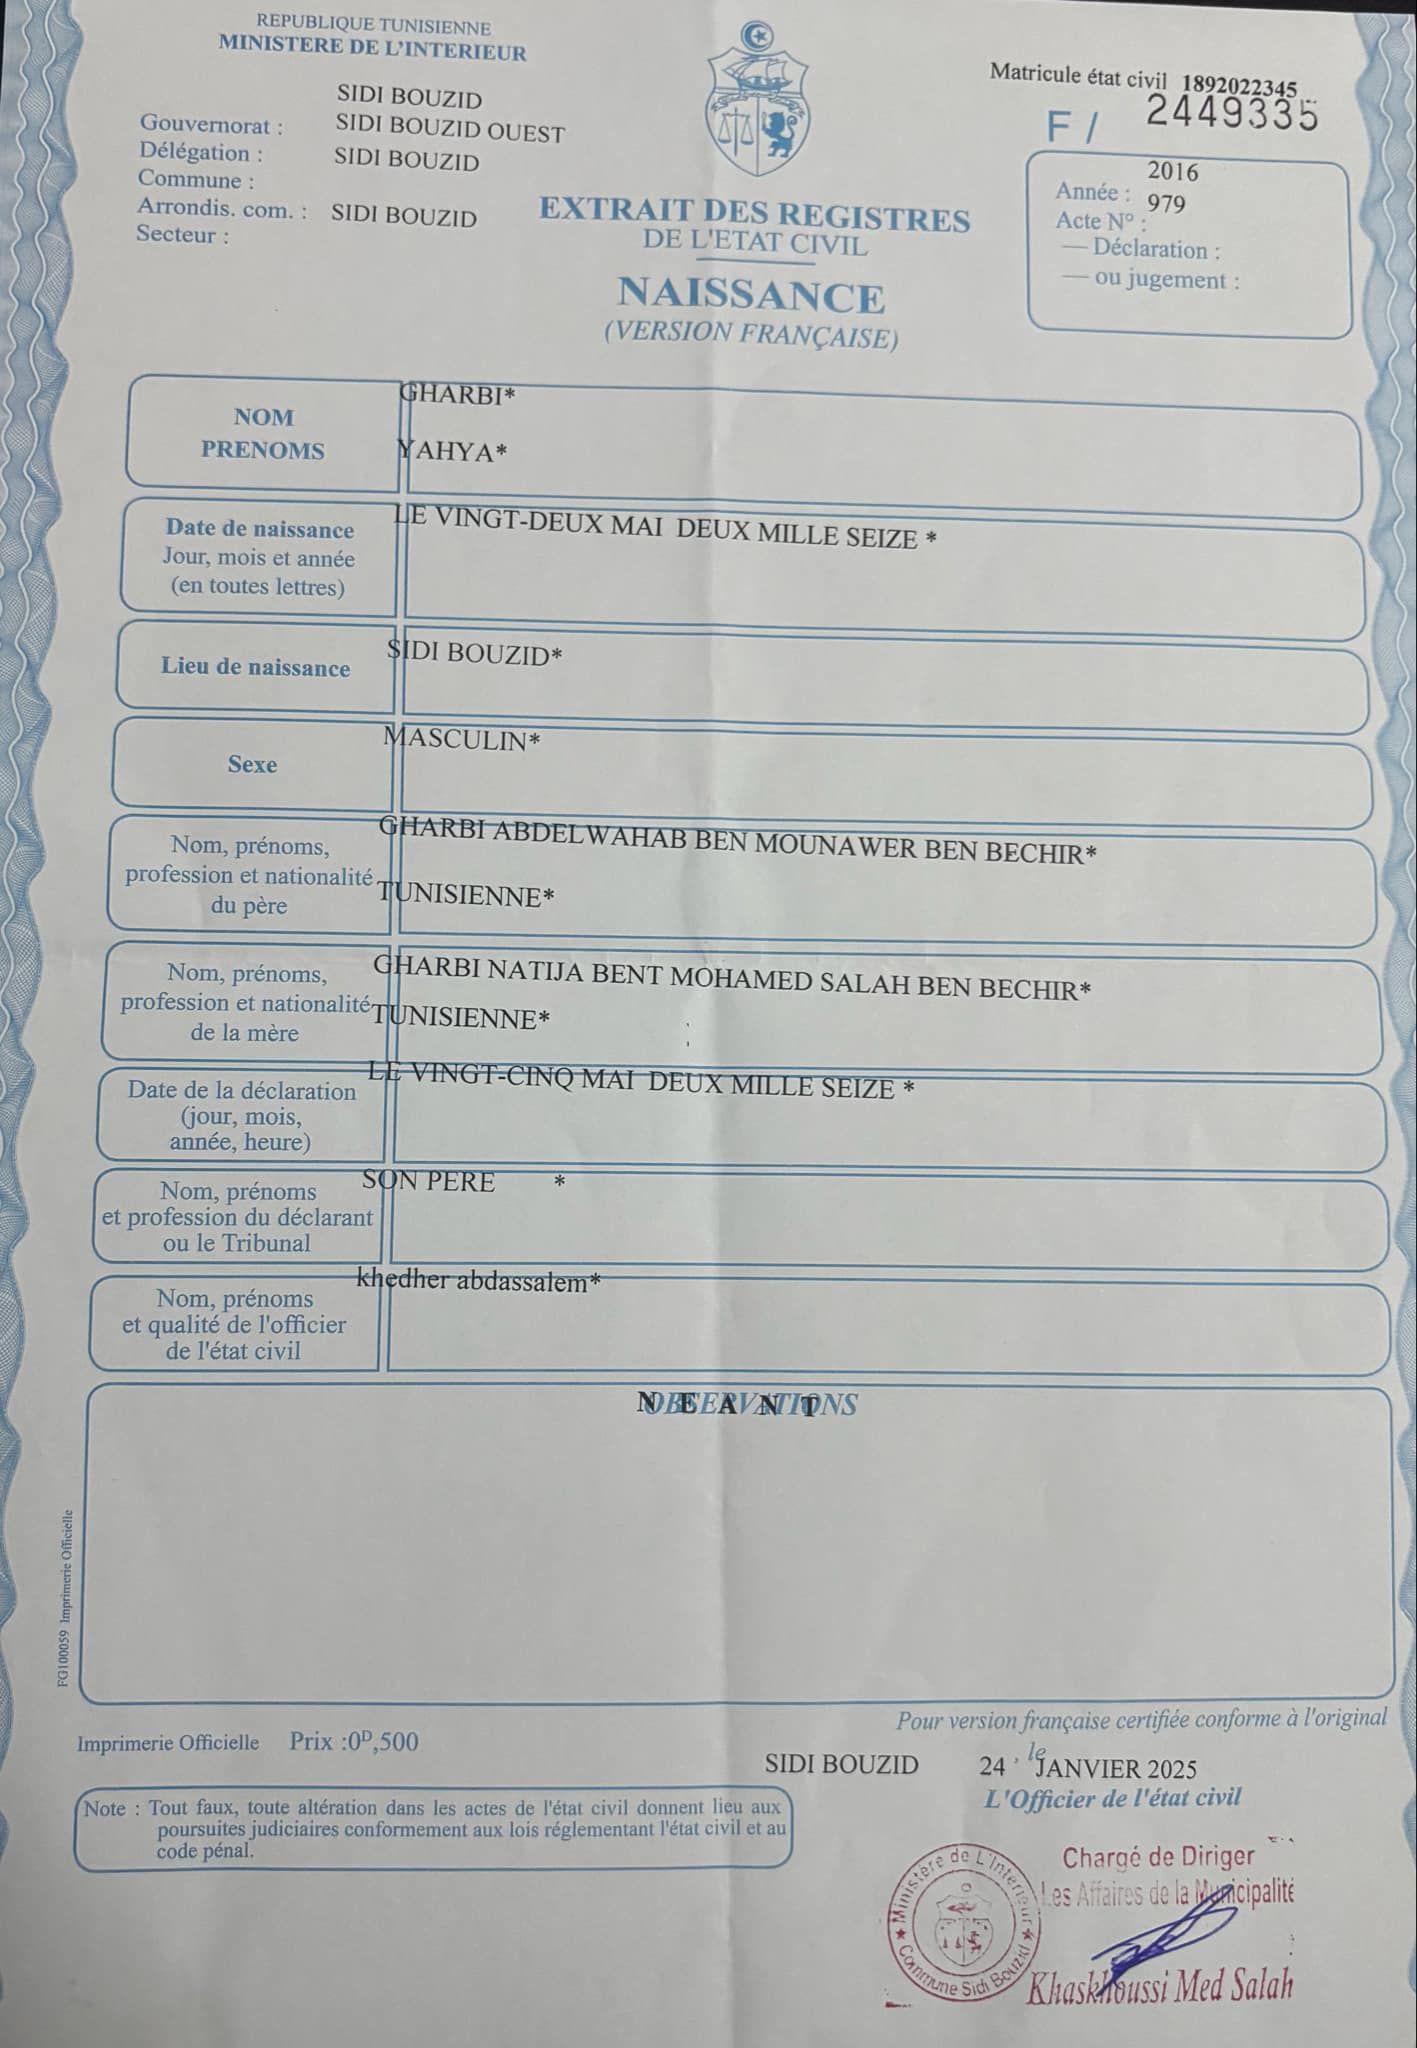 REPUBLIQUE TUNISIENNE
MINISTERE DE L'INTERIEUR
SIDI BOUZID
Gouvernorat : SIDI BOUZID OUEST
Délégation : SIDI BOUZID
Commune :
Arrondis. com. : SIDI BOUZID
Secteur :
Matricule état civil 1892022345
F / 2449335
2016
Année : 979
Acte N° :
— Déclaration :
— ou jugement :
EXTRAIT DES REGISTRES
DE L'ETAT CIVIL
NAISSANCE
(VERSION FRANÇAISE)
NOM GHARBI*
PRENOMS YAHYA*
Date de naissance LE VINGT-DEUX MAI DEUX MILLE SEIZE *
Jour, mois et année
(en toutes lettres)
Lieu de naissance SIDI BOUZID*
Sexe MASCULIN*
Nom, prénoms, GHARBI ABDELWAHAB BEN MOUNAWER BEN BECHIR*
profession et nationalité TUNISIENNE*
du père
Nom, prénoms, GHARBI NATIJA BENT MOHAMED SALAH BEN BECHIR*
profession et nationalité TUNISIENNE*
de la mère
Date de la déclaration LE VINGT-CINQ MAI DEUX MILLE SEIZE *
(jour, mois,
année, heure)
Nom, prénoms SON PERE *
et profession du déclarant
ou le Tribunal
Nom, prénoms khedher abdassalem*
et qualité de l'officier
de l'état civil
OBSERVATIONS
N E A N T
FG100059 Imprimerie Officielle
Pour version française certifiée conforme à l'original
Imprimerie Officielle Prix :0D,500
SIDI BOUZID 24 , le JANVIER 2025
L'Officier de l'état civil
Note : Tout faux, toute altération dans les actes de l'état civil donnent lieu aux
poursuites judiciaires conformement aux lois réglementant l'état civil et au
code pénal.
Chargé de Diriger
Les Affaires de la Municipalité
Khaskhoussi Med Salah
Ministère de L'Interieur
Commune Sidi Bouzid